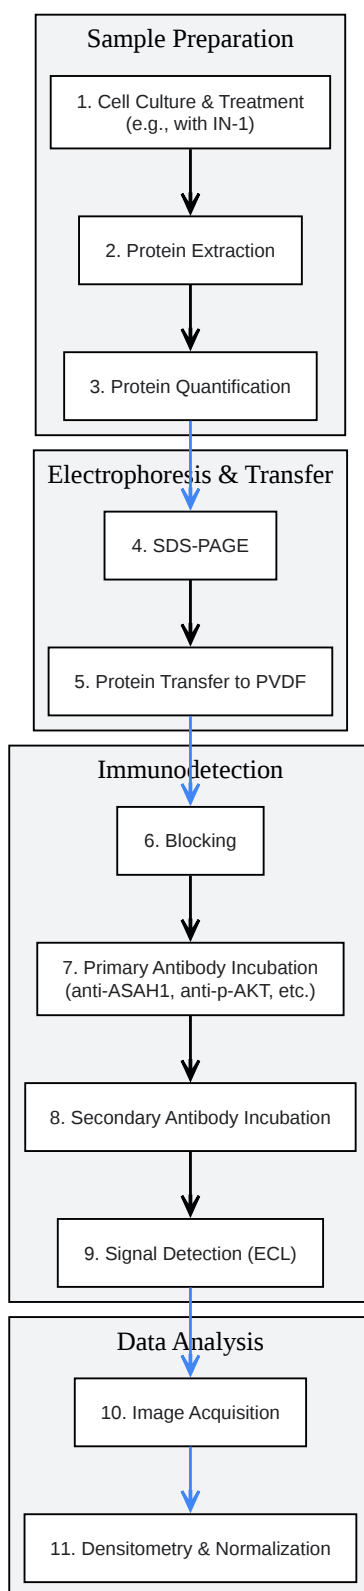 Sample Preparation
1. Cell Culture & Treatment
(e.g., with IN-1)
2. Protein Extraction
3. Protein Quantification
Electrophoresis & Transfer
4. SDS-PAGE
5. Protein Transfer to PVDF
Immunodetection
6. Blocking
7. Primary Antibody Incubation
(anti-ASAH1, anti-p-AKT, etc.)
8. Secondary Antibody Incubation
9. Signal Detection (ECL)
Data Analysis
10. Image Acquisition
11. Densitometry & Normalization